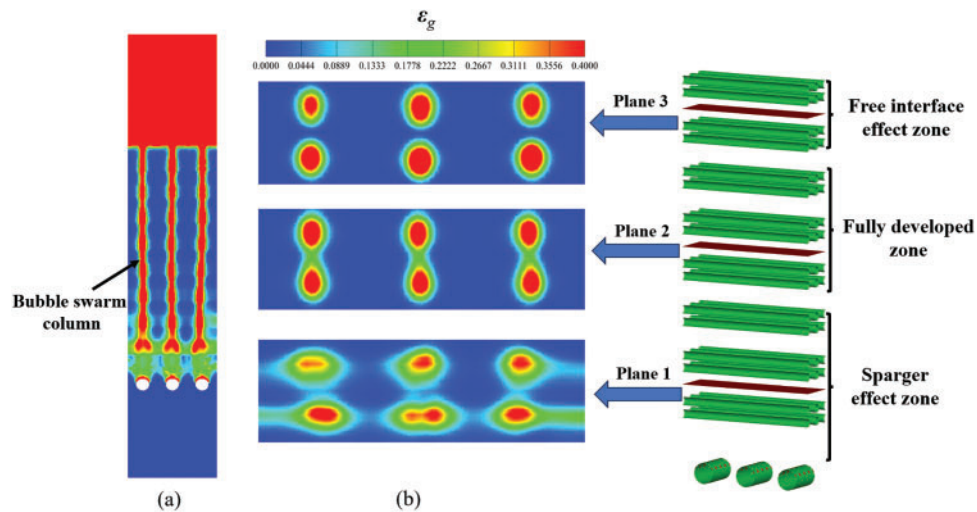 ε_g
0.0000 0.0444 0.0889 0.1333 0.1778 0.2222 0.2667 0.3111 0.3556 0.4000
Plane 3
Free interface
effect zone
Plane 2
Fully developed
zone
Bubble swarm
column
Plane 1
Sparger
effect zone
(a)
(b)